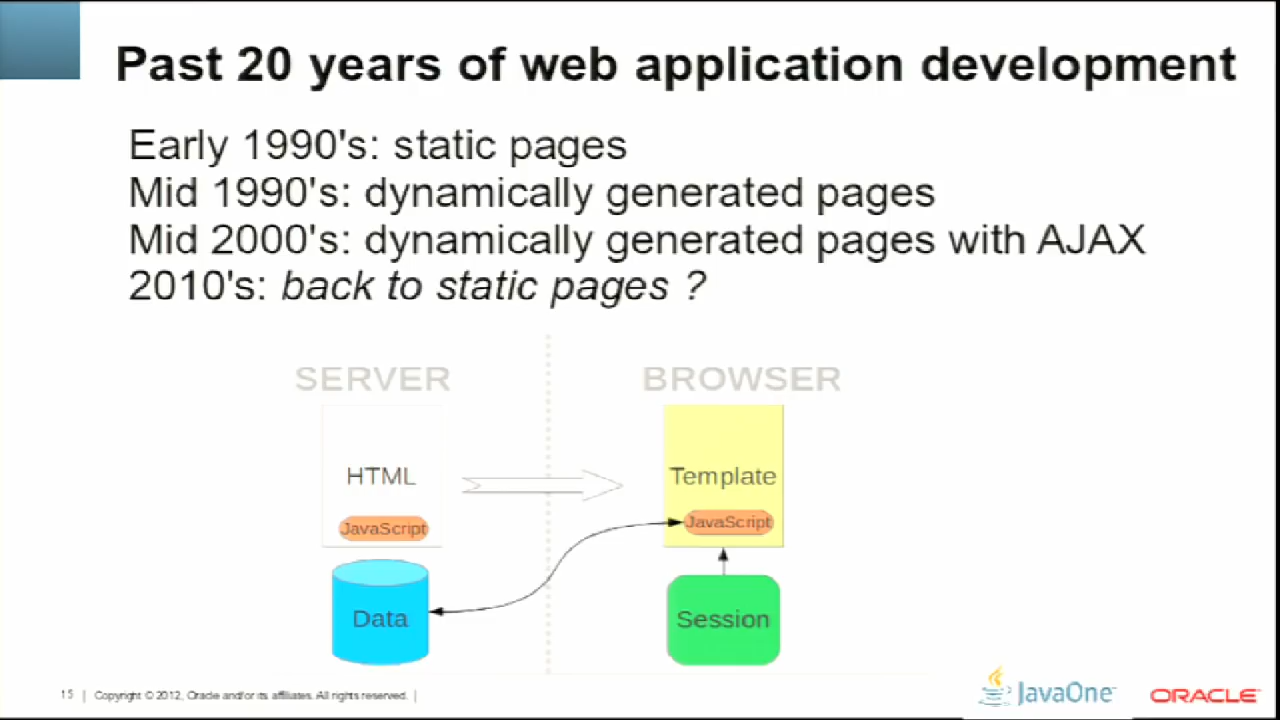 Past 20 years of web application development
Early 1990's: static pages
Mid 1990's: dynamically generated pages
Mid 2000's: dynamically generated pages with AJAX
2010's: back to static pages ?
SERVER
BROWSER
HTML
Template
JavaScript
JavaScript
Data
Session
15 | Copyright © 2012, Oracle and/or its affiliates. All rights reserved. |
JavaOne
ORACLE